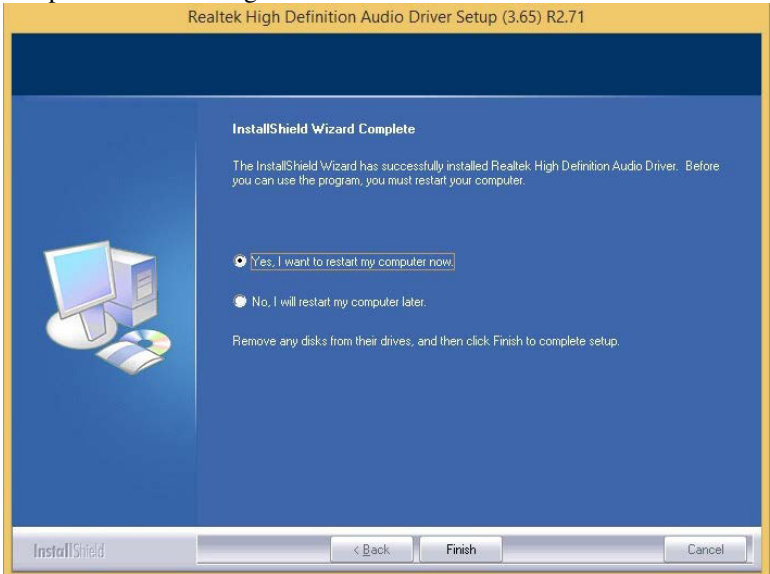 Realtek High Definition Audio Driver Setup (3.65) R2.71
InstallShield Wizard Complete
The InstallShield Wizard has successfully installed Realtek High Definition Audio Driver. Before
you can use the program, you must restart your computer.
Yes, I want to restart my computer now.
No, I will restart my computer later.
Remove any disks from their drives, and then click Finish to complete setup.
InstallShield
< Back
Finish
Cancel